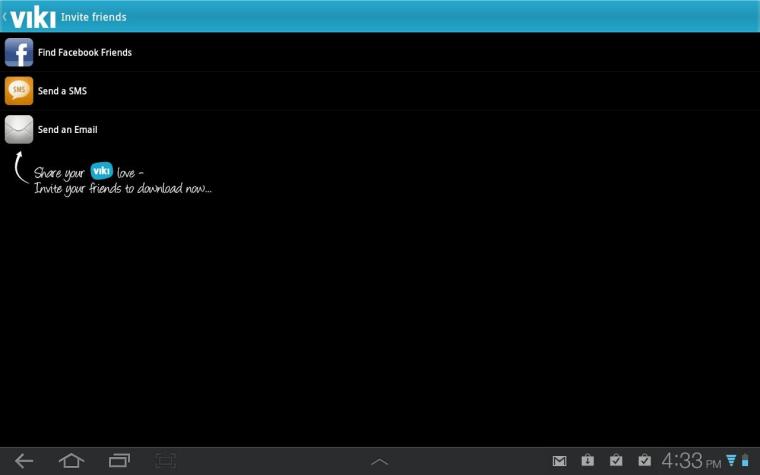 viki Invite friends
Find Facebook Friends
SMS
Send a SMS
Send an Email
Share your viki love -
Invite your friends to download now...
4:33 PM